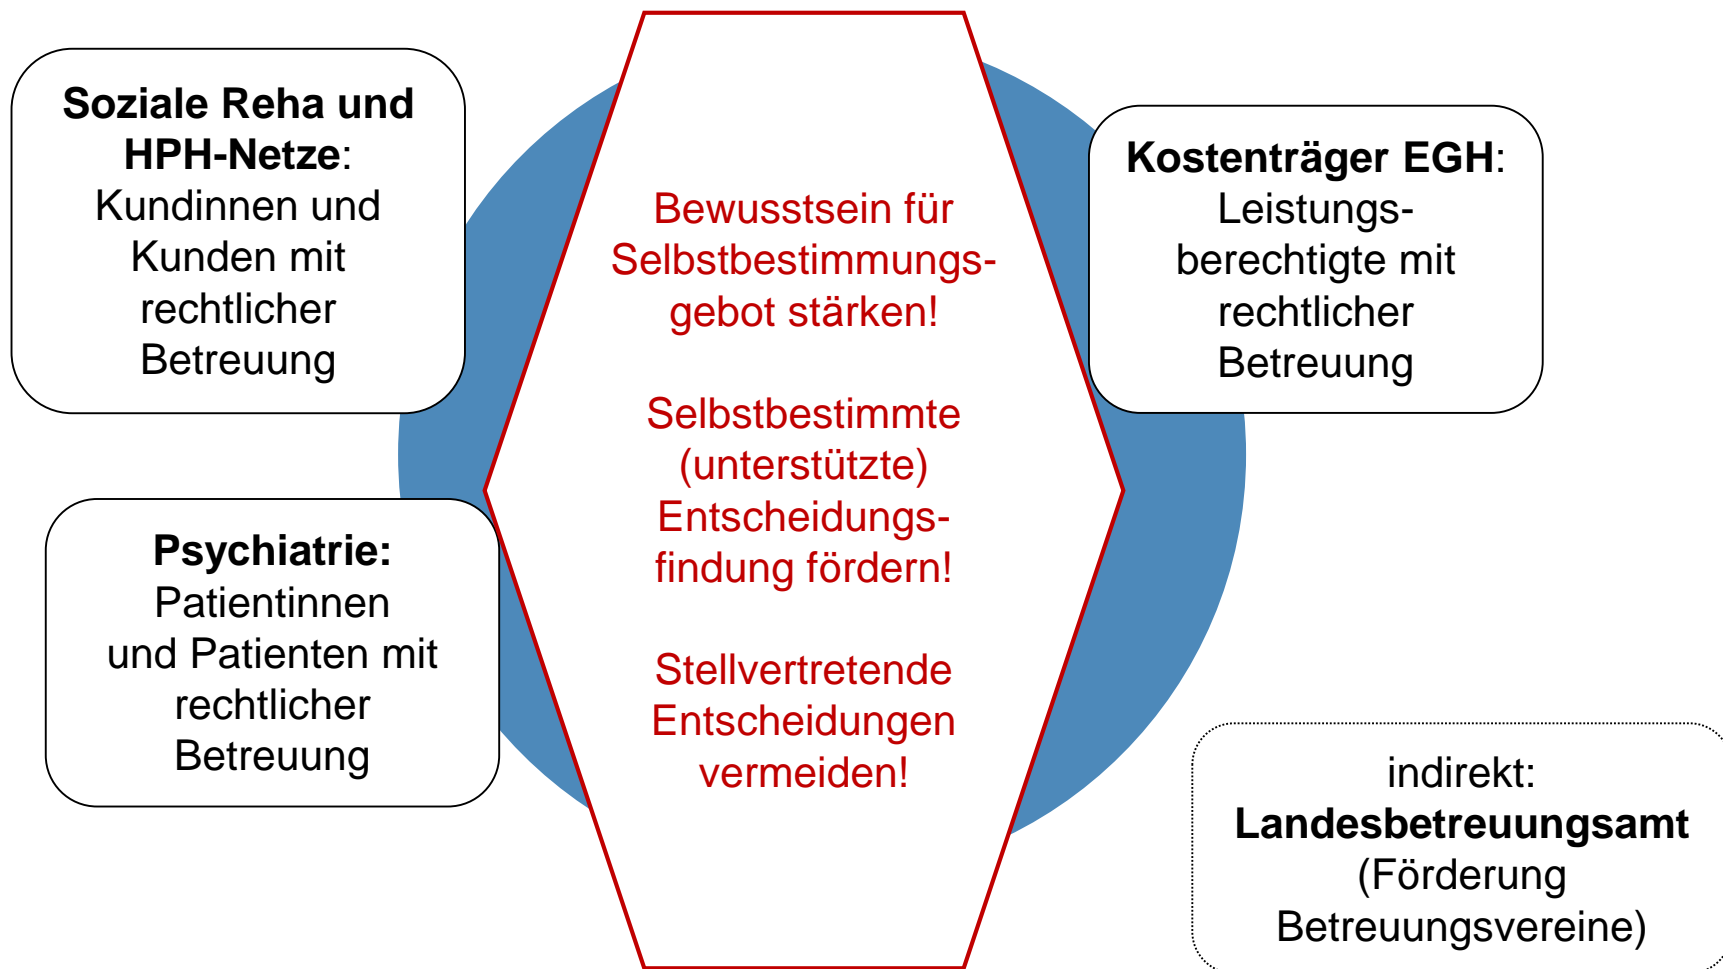 Soziale Reha und
HPH-Netze:
Kundinnen und
Kunden mit
rechtlicher
Betreuung
Psychiatrie:
Patientinnen
und Patienten mit
rechtlicher
Betreuung
Bewusstsein für
Selbstbestimmungs-
gebot stärken!
Selbstbestimmte
(unterstützte)
Entscheidungs-
findung fördern!
Stellvertretende
Entscheidungen
vermeiden!
Kostenträger EGH:
Leistungs-
berechtigte mit
rechtlicher
Betreuung
indirekt:
Landesbetreuungsamt
(Förderung
Betreuungsvereine)